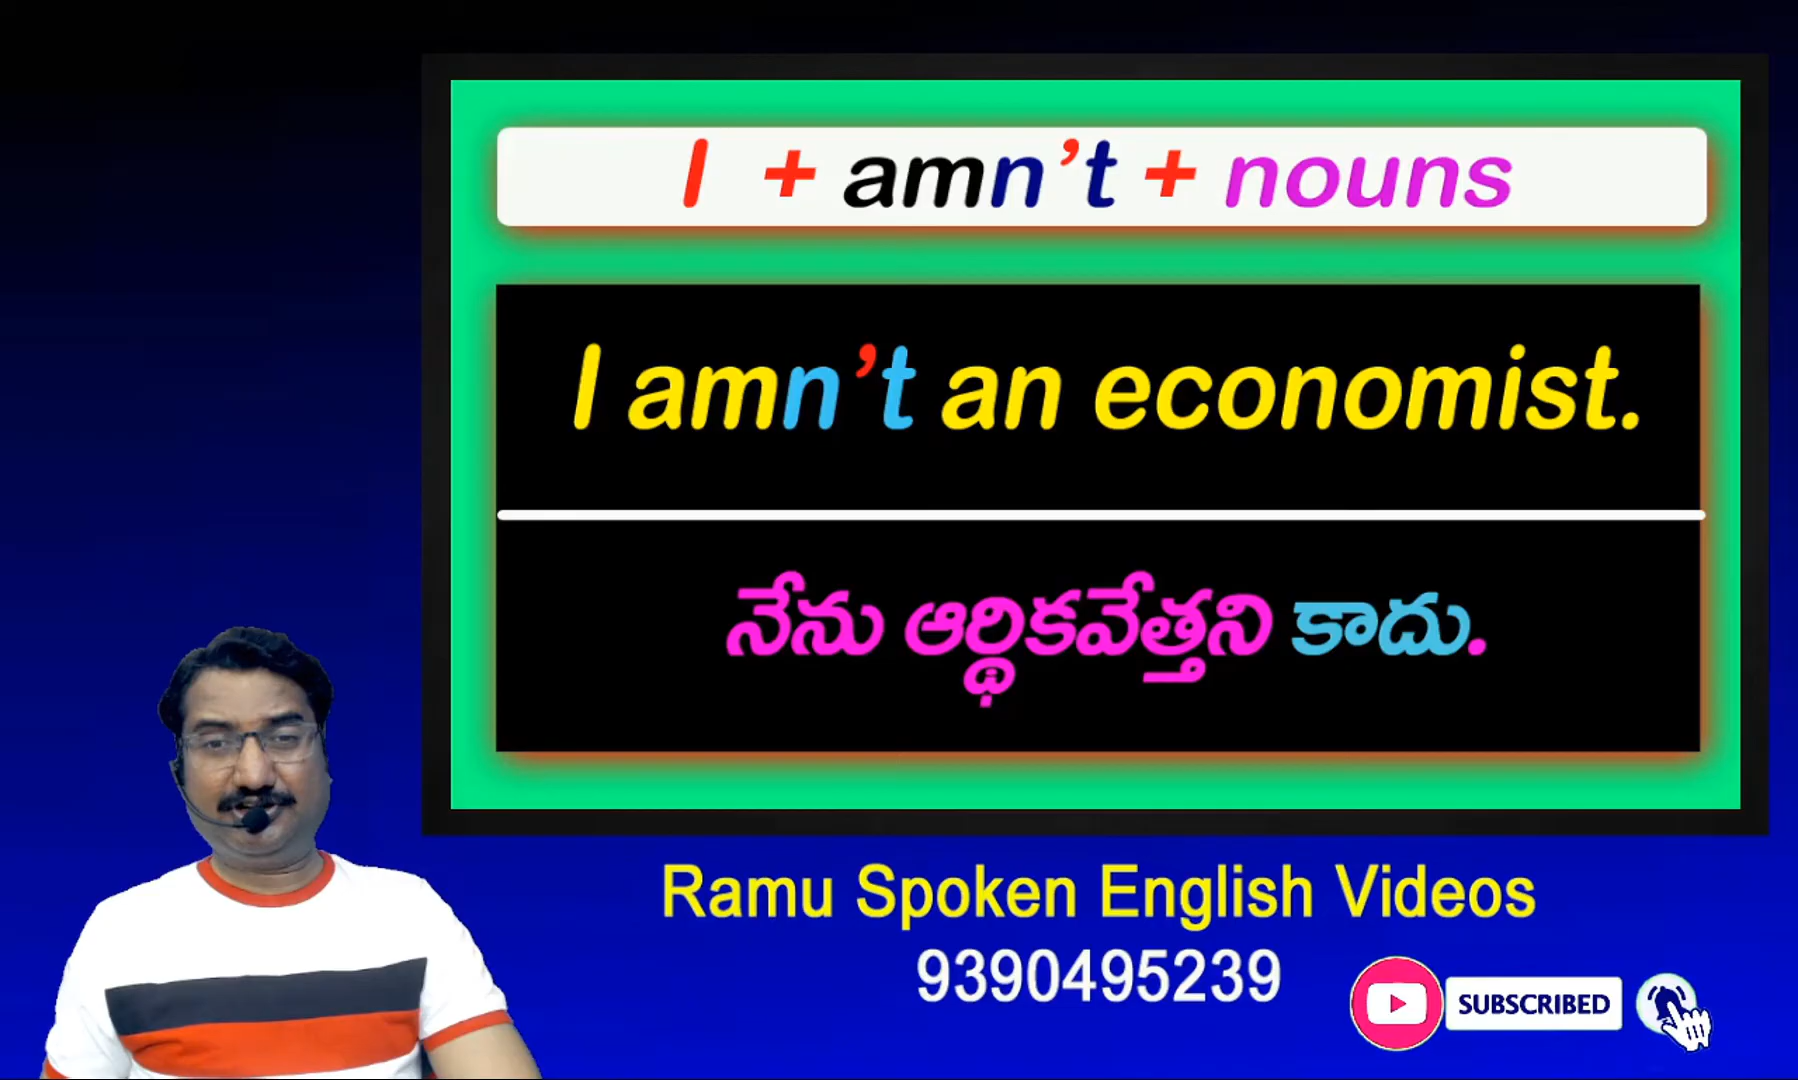 I + amn’t + nouns
I amn’t an economist.
నేను ఆర్థికవేత్తని కాదు.
Ramu Spoken English Videos
9390495239
SUBSCRIBED